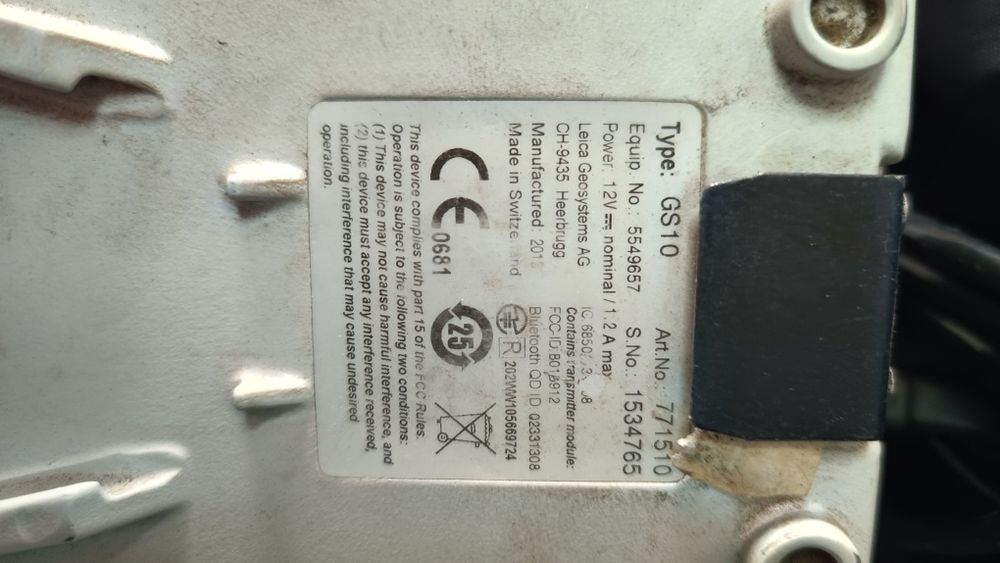 Type: GS10 Art.No.: 771510
Equip. No.: 5549657 S.No.: 1534765
Power: 12V nominal / 1.2 A max
Leica Geosystems AG
CH-9435 Heerbrugg
Manufactured:
Made in
Contains transmitter module:
FCC-ID:
Bluetooth QD ID 02331308
CE 0681
25
R 202WW105669724
This device complies with part 15 of the FCC Rules.
Operation is subject to the following two conditions:
(1) This device may not cause harmful interference, and
(2) this device must accept any interference received,
including interference that may cause undesired
operation.